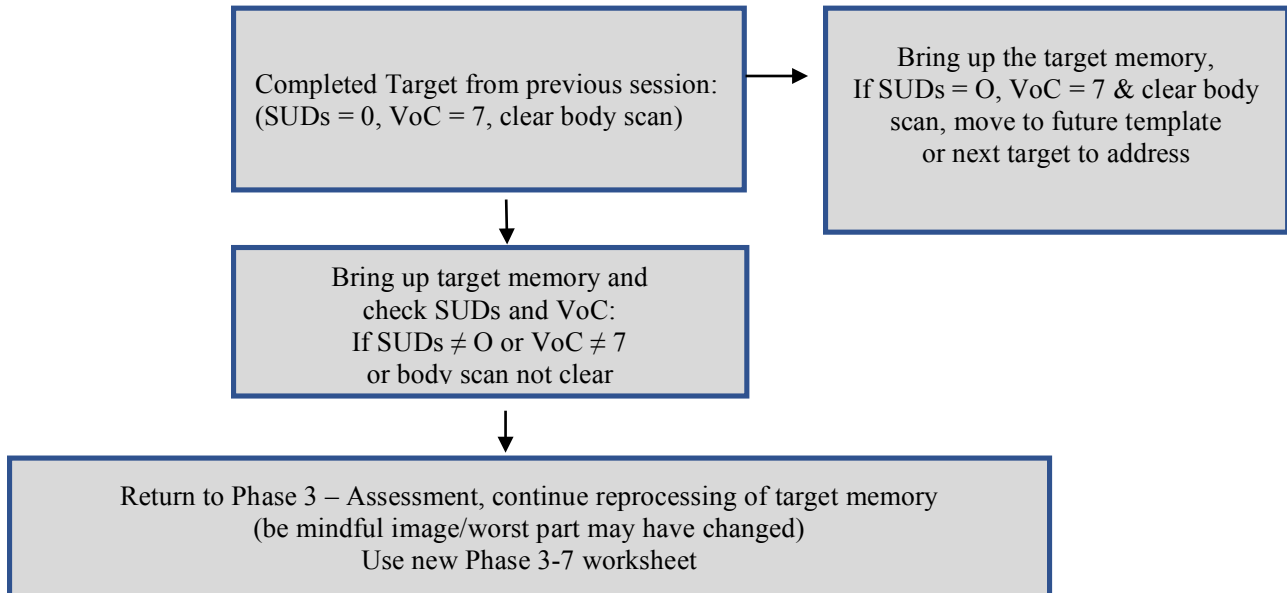 Completed Target from previous session:
(SUDs = 0, VoC = 7, clear body scan)
Bring up the target memory,
If SUDs = O, VoC = 7 & clear body
scan, move to future template
or next target to address
Bring up target memory and
check SUDs and VoC:
If SUDs ≠ O or VoC ≠ 7
or body scan not clear
Return to Phase 3 – Assessment, continue reprocessing of target memory
(be mindful image/worst part may have changed)
Use new Phase 3-7 worksheet